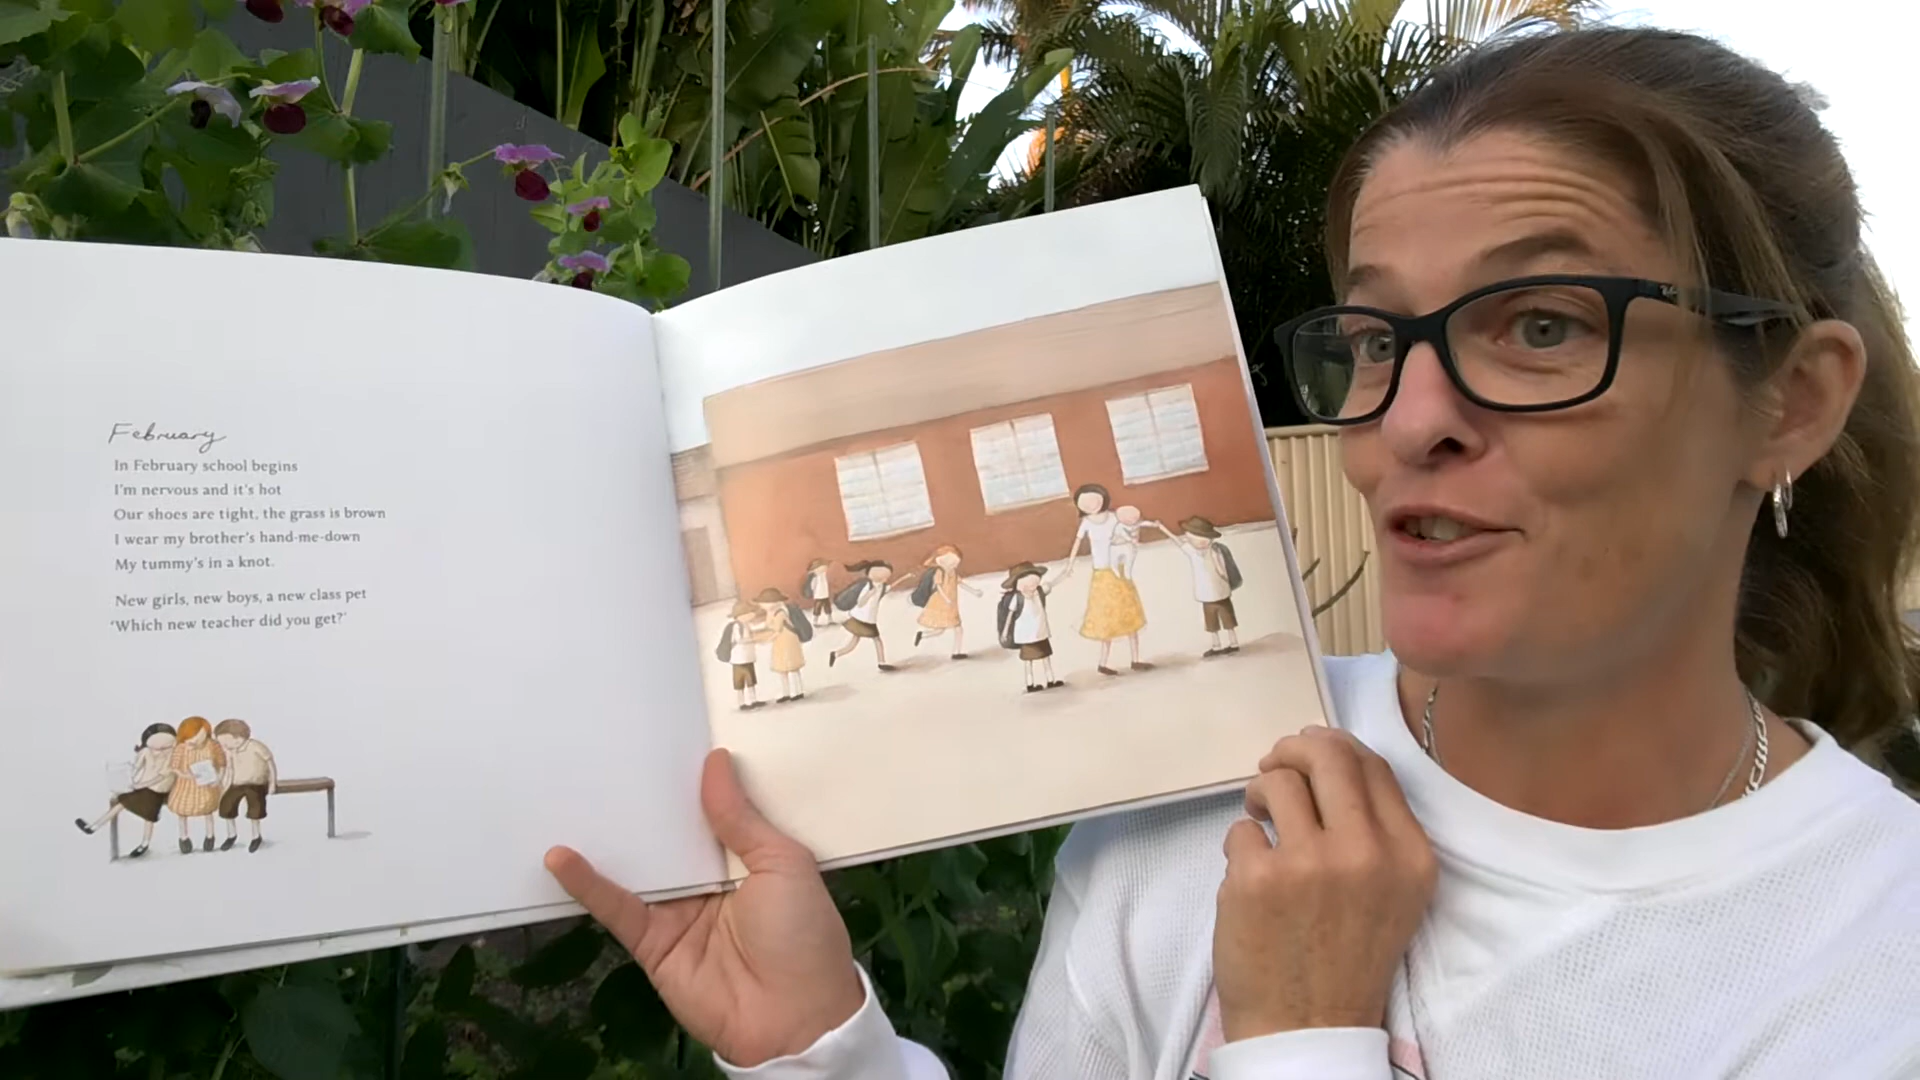 February
In February school begins
I'm nervous and it's hot
Our shoes are tight, the grass is brown
I wear my brother's hand-me-down
My tummy's in a knot.
New girls, new boys, a new class pet
'Which new teacher did you get?'